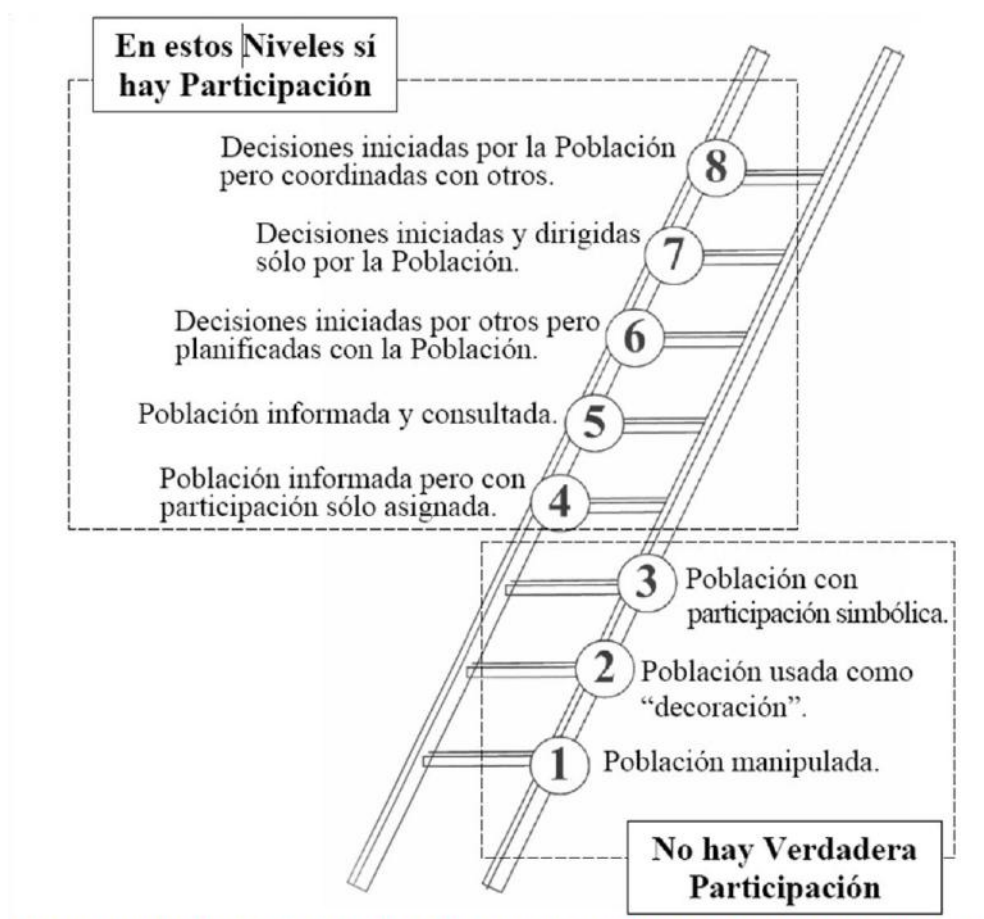 En estos Niveles sí
hay Participación
Decisiones iniciadas por la Población
pero coordinadas con otros.
8
Decisiones iniciadas y dirigidas
sólo por la Población.
7
Decisiones iniciadas por otros pero
planificadas con la Población.
6
Población informada y consultada.
5
Población informada pero con
participación sólo asignada.
4
3
Población con
participación simbólica.
2
Población usada como
“decoración”.
1
Población manipulada.
No hay Verdadera
Participación